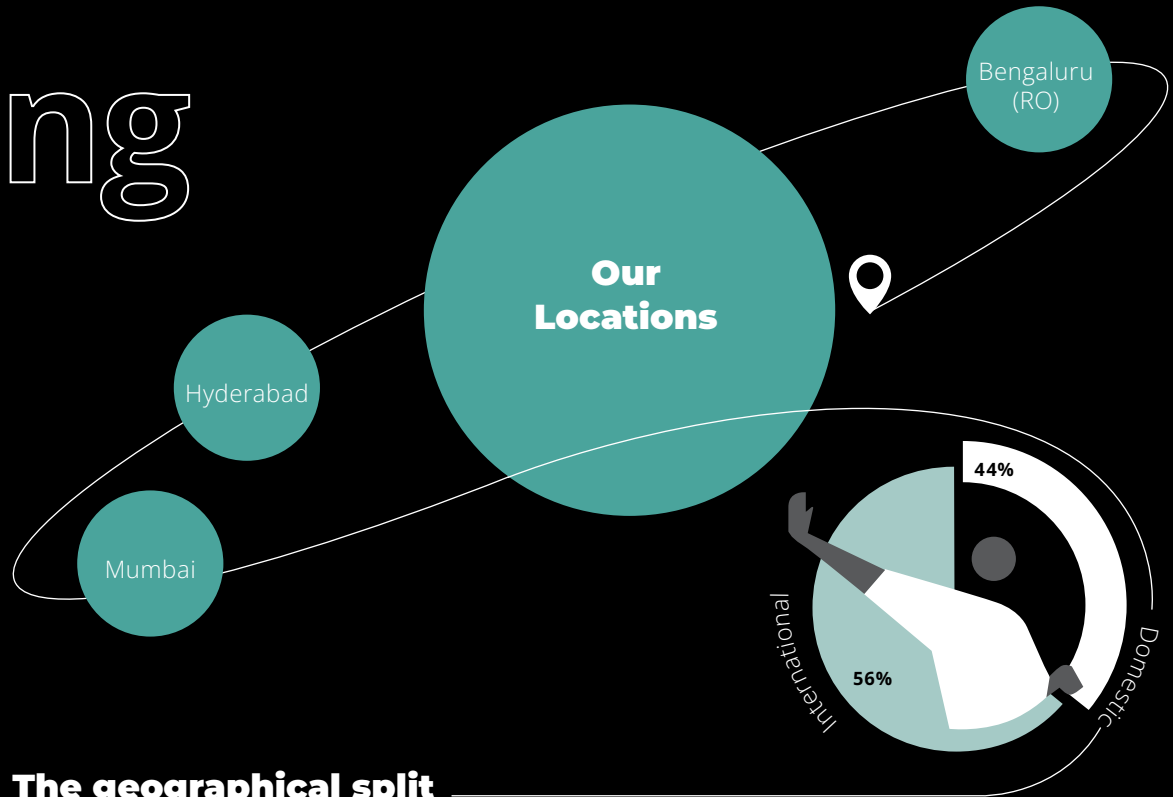 ng
Bengaluru
(RO)
Our
Locations
Hyderabad
Mumbai
44%
56%
International
Domestic
The geographical split